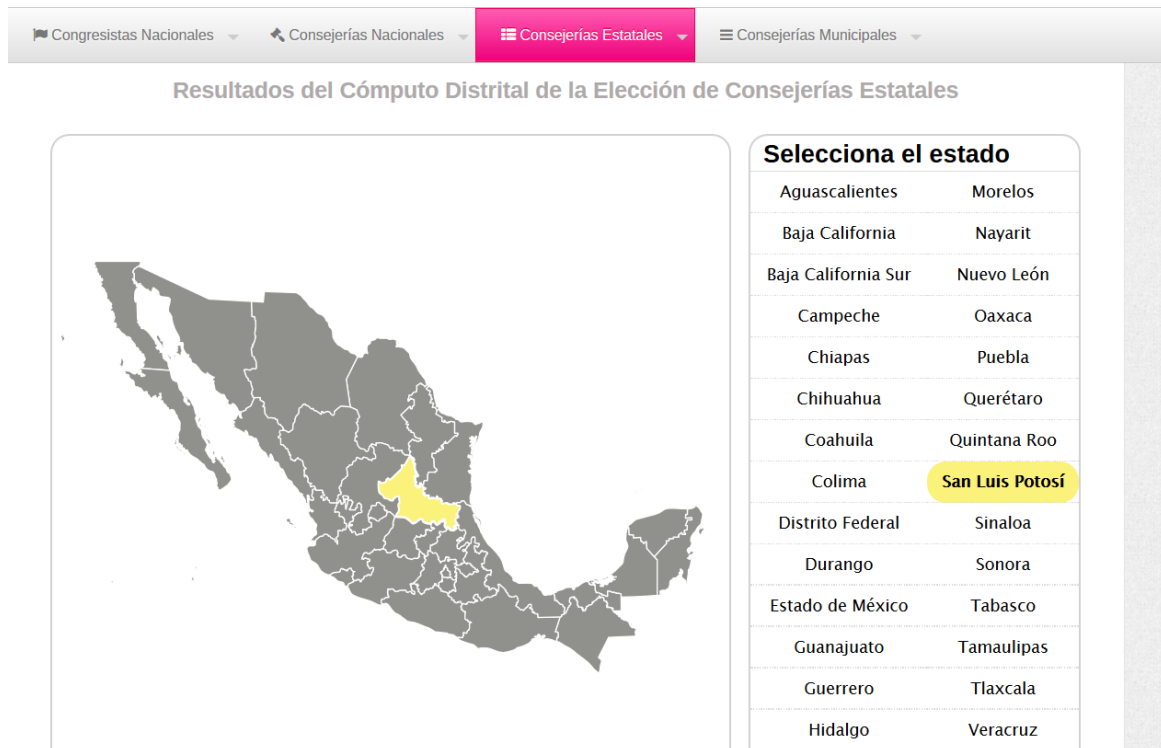 Congresistas Nacionales Consejerías Nacionales Consejerías Estatales Consejerías Municipales
Resultados del Cómputo Distrital de la Elección de Consejerías Estatales
Selecciona el estado
Aguascalientes Morelos
Baja California Nayarit
Baja California Sur Nuevo León
Campeche Oaxaca
Chiapas Puebla
Chihuahua Querétaro
Coahuila Quintana Roo
Colima San Luis Potosí
Distrito Federal Sinaloa
Durango Sonora
Estado de México Tabasco
Guanajuato Tamaulipas
Guerrero Tlaxcala
Hidalgo Veracruz